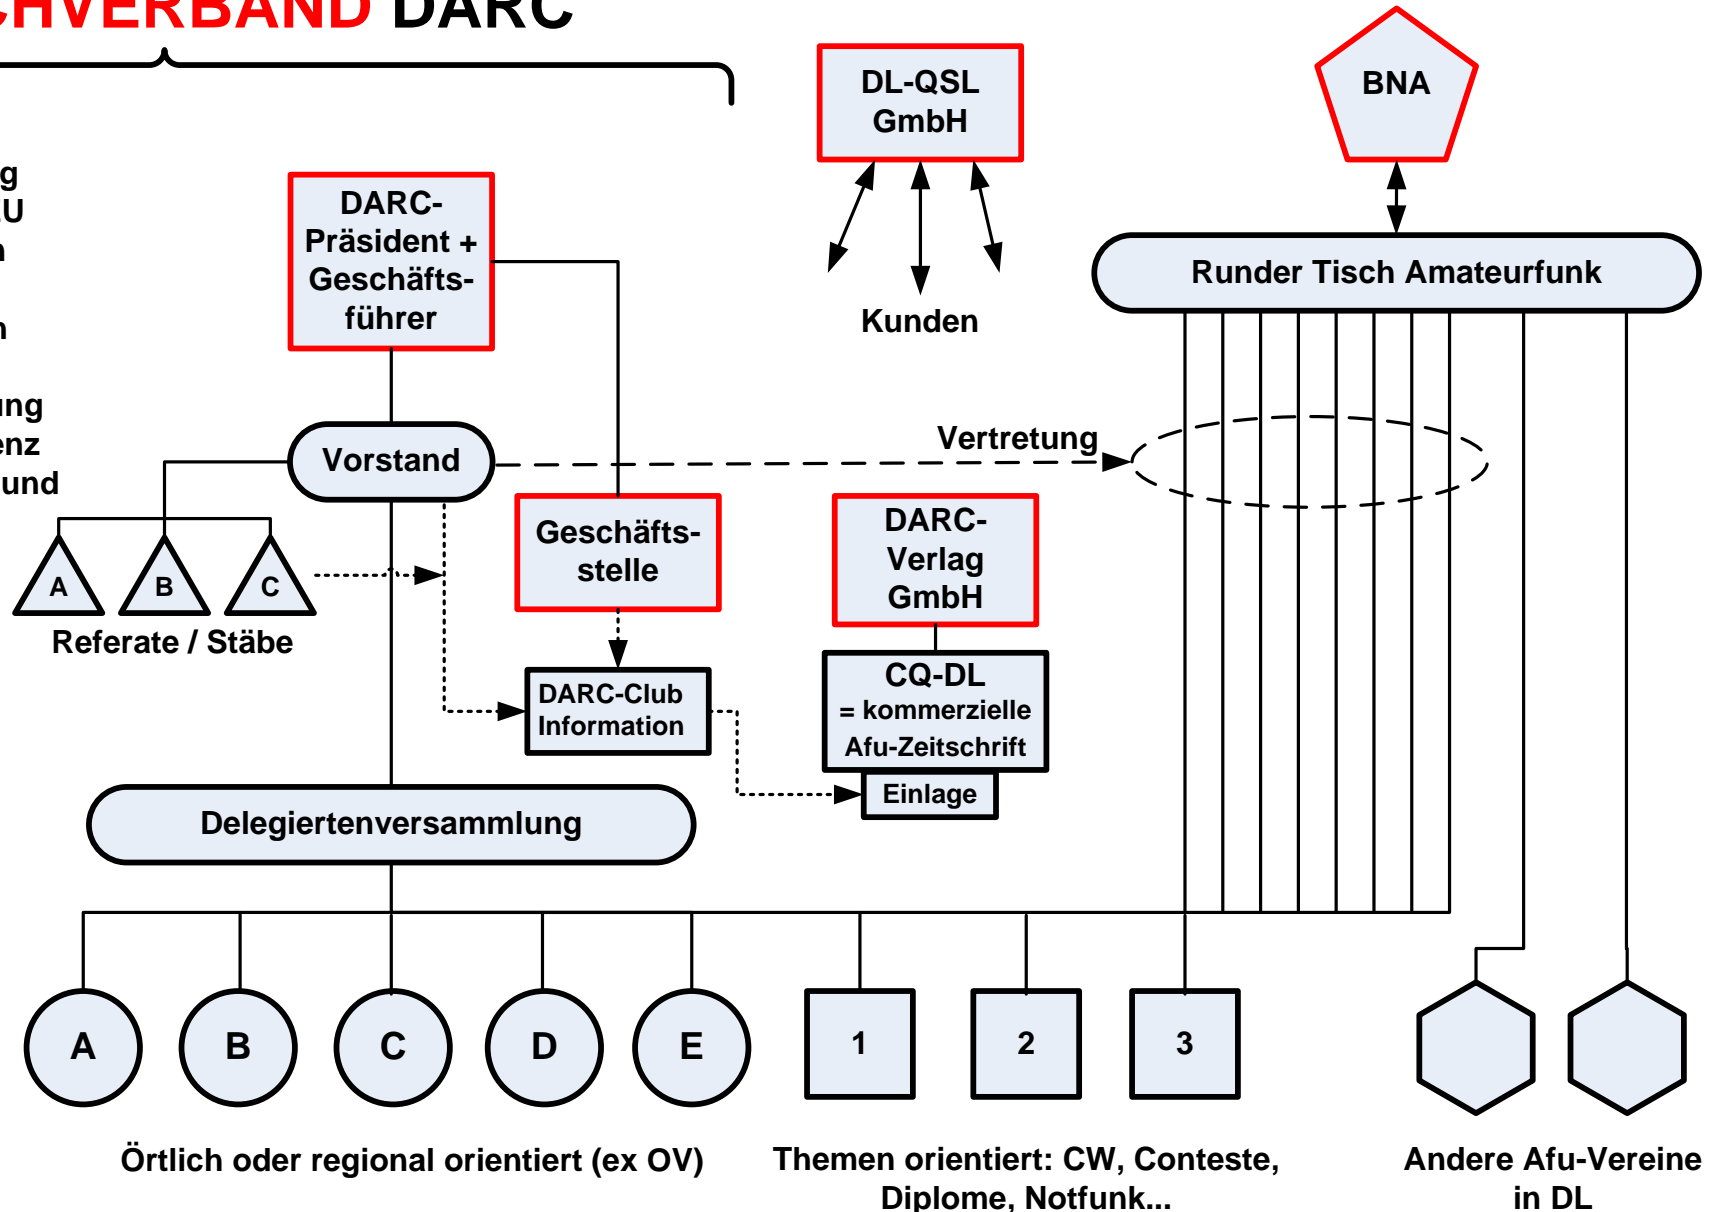 DARC
DL-QSL
GmbH
BNA
DARC-
Präsident +
Geschäfts-
führer
Runder Tisch Amateurfunk
Kunden
Vertretung
Vorstand
und
Geschäfts-
stelle
DARC-
Verlag
GmbH
A
B
C
Referate / Stäbe
DARC-Club
Information
CQ-DL
= kommerzielle
Afu-Zeitschrift
Einlage
Delegiertenversammlung
A
B
C
D
E
1
2
3
Örtlich oder regional orientiert (ex OV)
Themen orientiert: CW, Conteste,
Diplome, Notfunk...
Andere Afu-Vereine
in DL